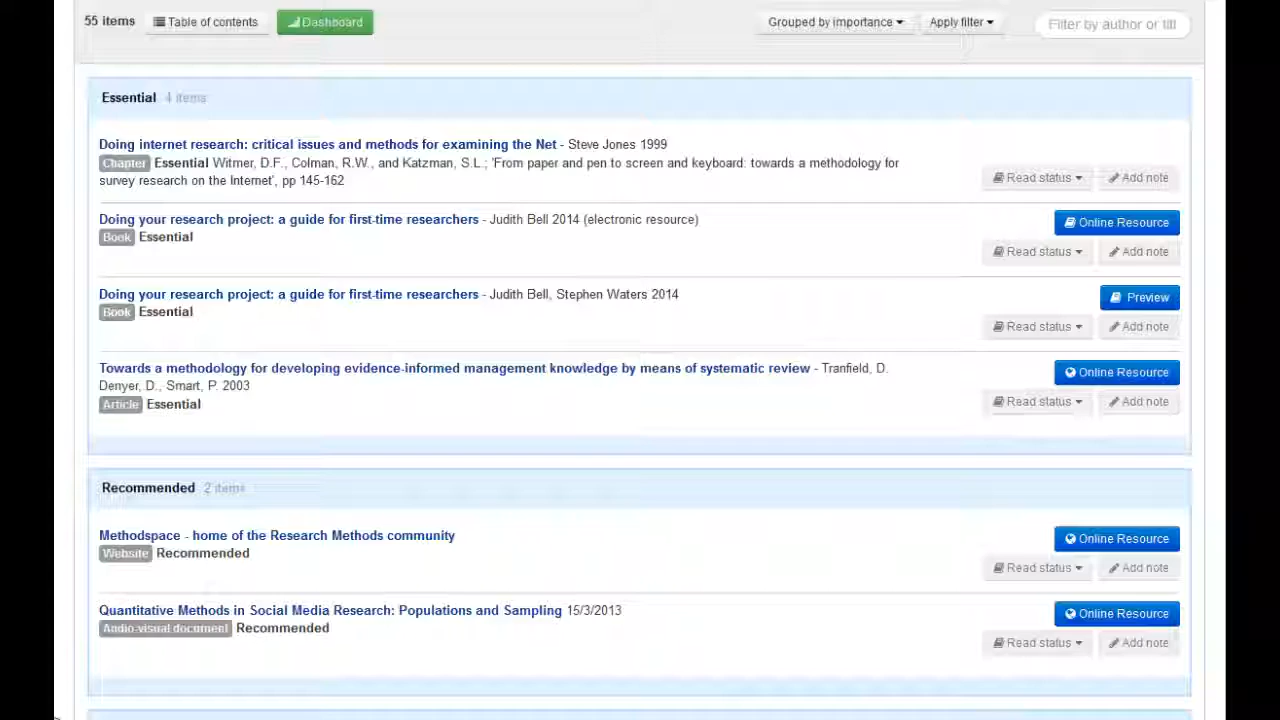 55 items Table of contents Dashboard Grouped by importance Apply filter Filter by author or titl
Essential 4 items
Doing internet research: critical issues and methods for examining the Net - Steve Jones 1999
Chapter Essential Witmer, D.F., Colman, R.W., and Katzman, S.L.; 'From paper and pen to screen and keyboard: towards a methodology for
survey research on the Internet', pp 145-162
Read status Add note
Doing your research project: a guide for first-time researchers - Judith Bell 2014 (electronic resource)
Online Resource
Book Essential
Read status Add note
Doing your research project: a guide for first-time researchers - Judith Bell, Stephen Waters 2014
Preview
Book Essential
Read status Add note
Towards a methodology for developing evidence-informed management knowledge by means of systematic review - Tranfield, D.
Online Resource
Denyer, D., Smart, P. 2003
Article Essential
Read status Add note
Recommended 2 items
Methodspace - home of the Research Methods community
Online Resource
Website Recommended
Read status Add note
Quantitative Methods in Social Media Research: Populations and Sampling 15/3/2013
Online Resource
Audio-visual document Recommended
Read status Add note